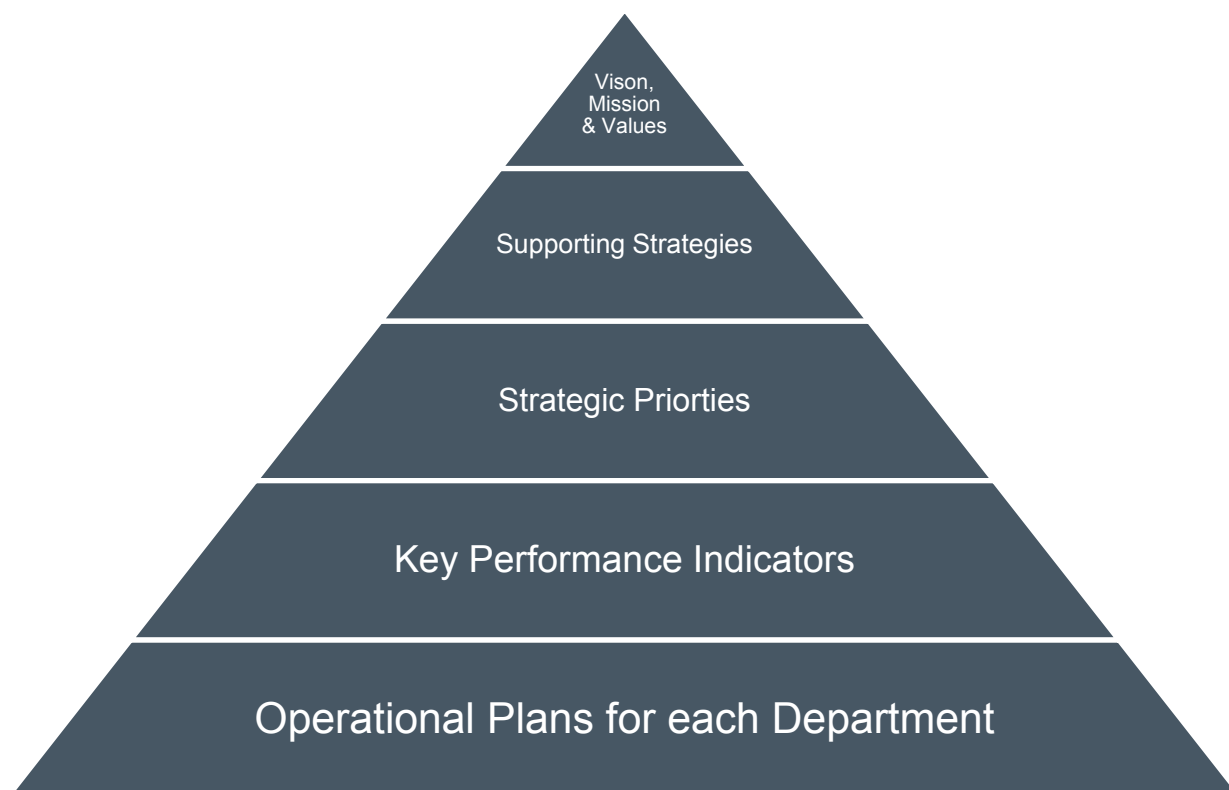 Vison,
Mission
& Values
Supporting Strategies
Strategic Priorties
Key Performance Indicators
Operational Plans for each Department